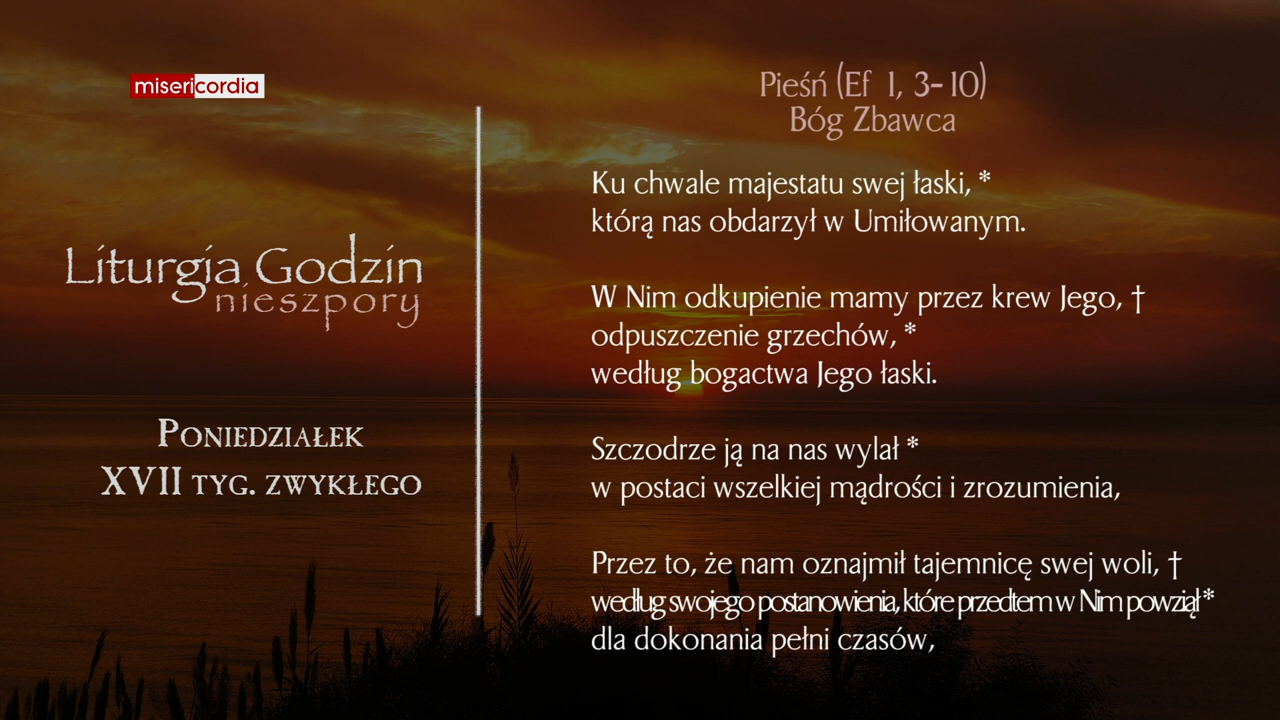 misericordia
Liturgia Godzin
nieszpory
Poniedziałek
XVII tyg. zwykłego
Pieśń (Ef 1, 3-10)
Bóg Zbawca
Ku chwale majestatu swej łaski, *
którą nas obdarzył w Umiłowanym.
W Nim odkupienie mamy przez krew Jego, †
odpuszczenie grzechów, *
według bogactwa Jego łaski.
Szczodrze ją na nas wylał *
w postaci wszelkiej mądrości i zrozumienia,
Przez to, że nam oznajmił tajemnicę swej woli, †
według swojego postanowienia, które przedtem w Nim powziął *
dla dokonania pełni czasów,